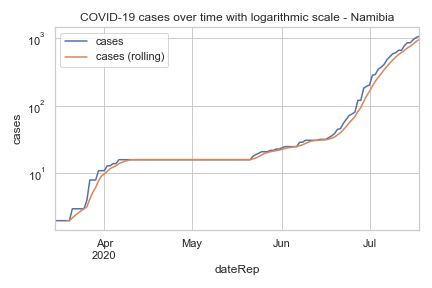 COVID-19 cases over time with logarithmic scale - Namibia
cases
cases (rolling)
10³
10²
10¹
cases
Apr
2020
May
Jun
Jul
dateRep